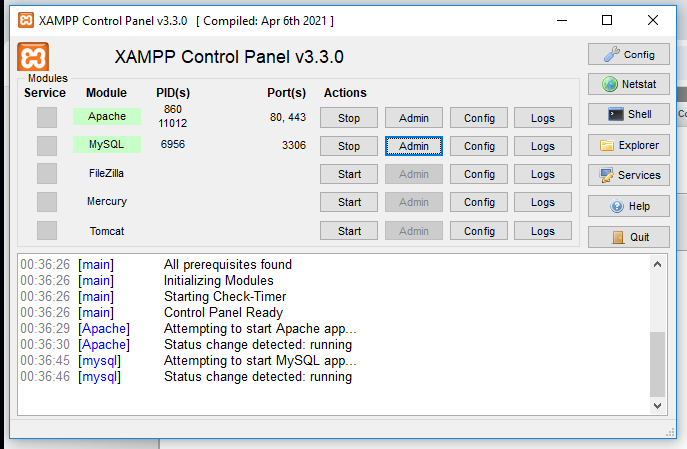 XAMPP Control Panel v3.3.0 [ Compiled: Apr 6th 2021 ]
XAMPP Control Panel v3.3.0
Config
Modules
Service Module PID(s) Port(s) Actions
Netstat
Apache 860 11012 80, 443 Stop Admin Config Logs
Shell
MySQL 6956 3306 Stop Admin Config Logs
Explorer
FileZilla Start Admin Config Logs
Services
Mercury Start Admin Config Logs
Help
Tomcat Start Admin Config Logs
Quit
00:36:26 [main] All prerequisites found
00:36:26 [main] Initializing Modules
00:36:26 [main] Starting Check-Timer
00:36:26 [main] Control Panel Ready
00:36:29 [Apache] Attempting to start Apache app...
00:36:30 [Apache] Status change detected: running
00:36:45 [mysql] Attempting to start MySQL app...
00:36:46 [mysql] Status change detected: running